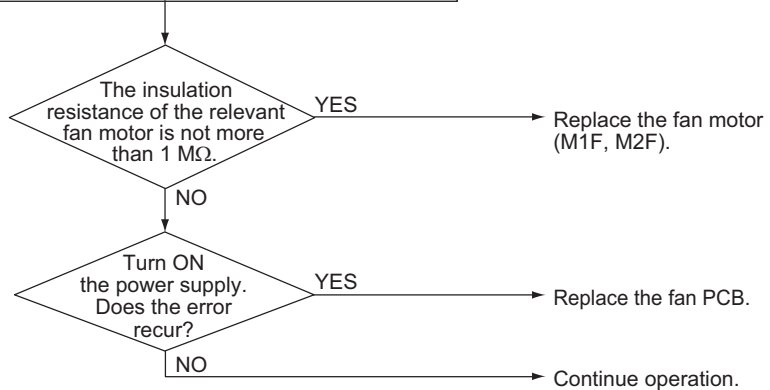 The insulation
resistance of the relevant
fan motor is not more
than 1 MΩ.
YES
Replace the fan motor
(M1F, M2F).
NO
Turn ON
the power supply.
Does the error
recur?
YES
Replace the fan PCB.
NO
Continue operation.